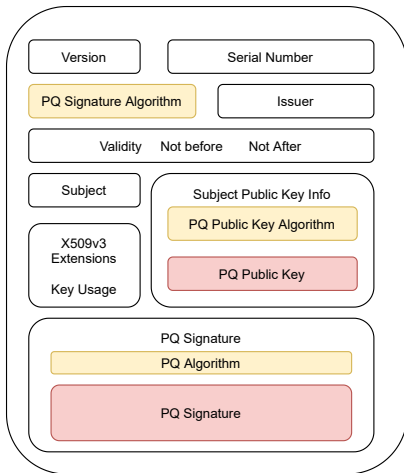 Version
Serial Number
PQ Signature Algorithm
Issuer
Validity Not before Not After
Subject
Subject Public Key Info
PQ Public Key Algorithm
PQ Public Key
X509v3
Extensions
Key Usage
PQ Signature
PQ Algorithm
PQ Signature